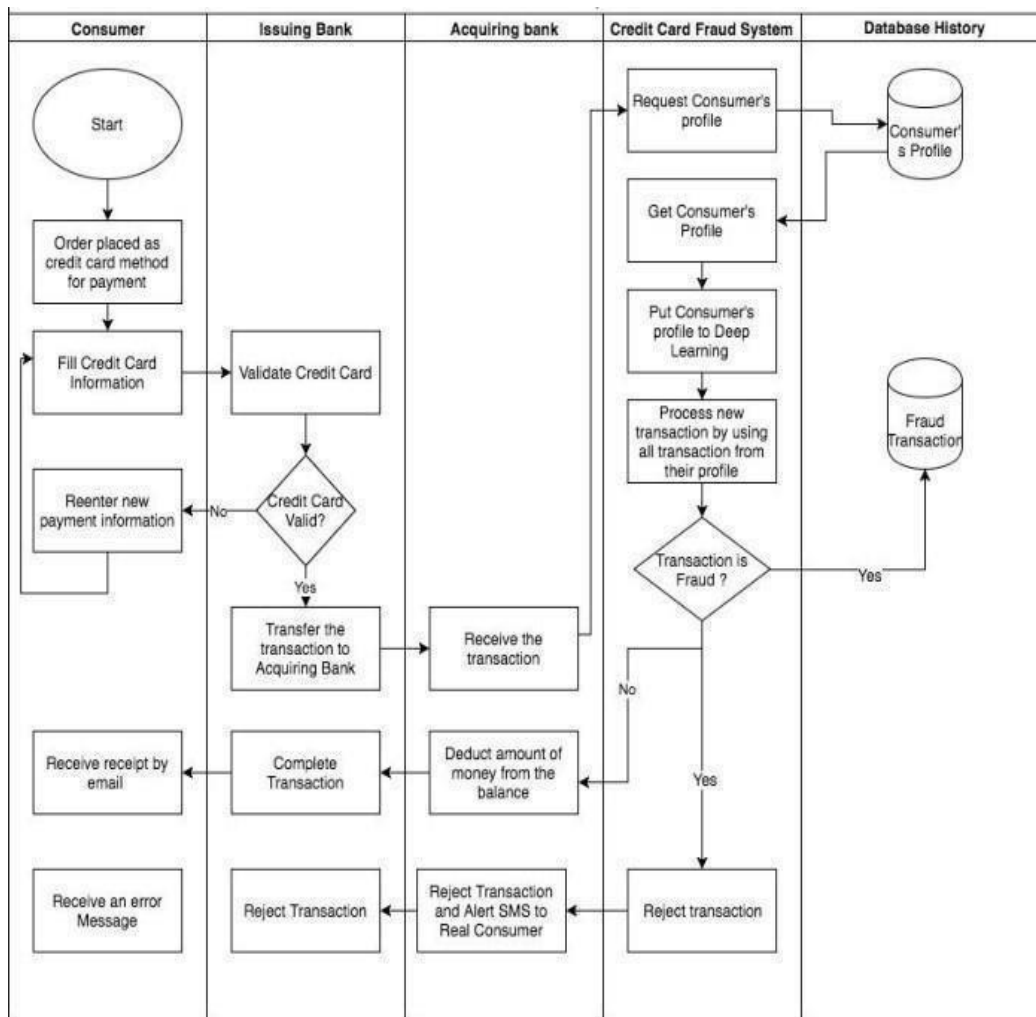 Consumer
Issuing Bank
Acquiring bank
Credit Card Fraud System
Database History
Start
Order placed as
credit card method
for payment
Fill Credit Card
Information
Reenter new
payment information
Validate Credit Card
Credit Card
Valid?
No
Yes
Transfer the
transaction to
Acquiring Bank
Receive the
transaction
Request Consumer's
profile
Consumer'
s Profile
Get Consumer's
Profile
Put Consumer's
profile to Deep
Learning
Process new
transaction by using
all transaction from
their profile
Transaction is
Fraud ?
Yes
Fraud
Transaction
No
Yes
Deduct amount of
money from the
balance
Complete
Transaction
Receive receipt by
email
Reject transaction
Reject Transaction
and Alert SMS to
Real Consumer
Reject Transaction
Receive an error
Message